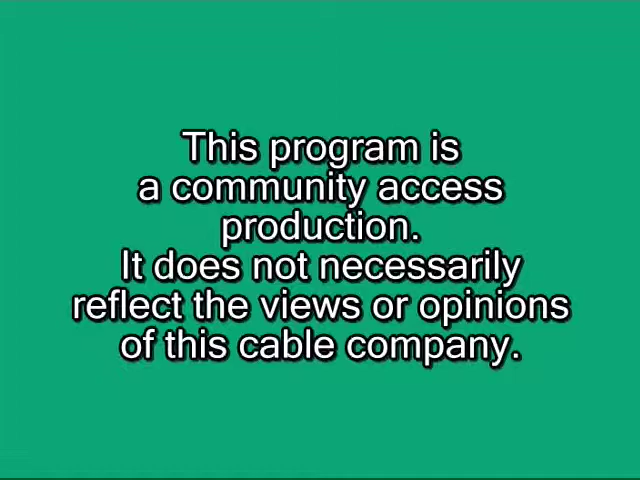 This program is
a community access
production.
It does not necessarily
reflect the views or opinions
of this cable company.